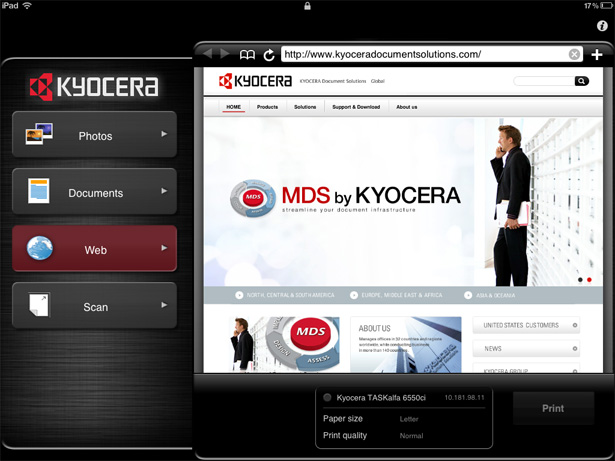 iPad
17 %
http://www.kyoceradocumentsolutions.com/
KYOCERA
Photos
Documents
Web
Scan
KYOCERA KYOCERA Document Solutions Global
HOME Products Solutions Support & Download About us
MDS
MDS by KYOCERA
streamline your document infrastructure
NORTH, CENTRAL & SOUTH AMERICA EUROPE, MIDDLE EAST & AFRICA ASIA & OCEANIA
MDS
DESIGN
ASSESS
ABOUT US
Manages offices in 32 countries and regions
worldwide, while conducting business
in more than 140 countries.
UNITED STATES CUSTOMERS
NEWS
KYOCERA GROUP
Kyocera TASKalfa 6550ci 10.181.98.11
Paper size Letter
Print quality Normal
Print